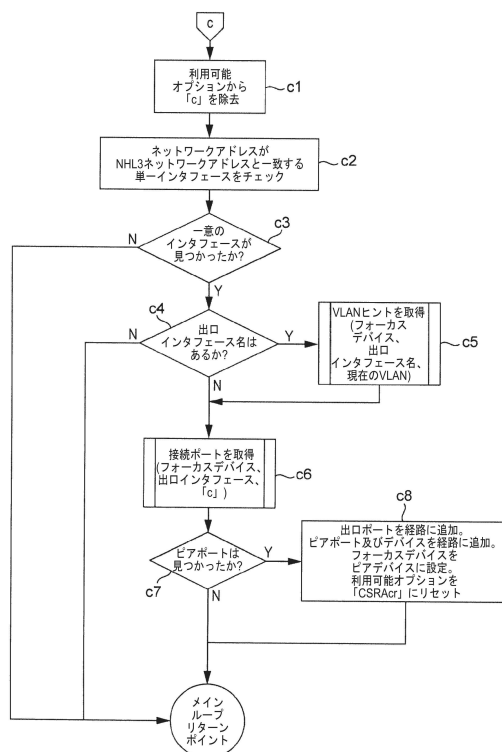 c
利用可能
オプションから
「c」を除去
c1
ネットワークアドレスが
NHL3ネットワークアドレスと一致する
単一インタフェースをチェック
c2
一意の
インタフェースが
見つかったか?
c3
N
Y
c4
出口
インタフェース名は
あるか?
N
Y
N
VLANヒントを取得
(フォーカス
デバイス、
出口
インタフェース名、
現在のVLAN)
c5
接続ポートを取得
(フォーカスデバイス、
出口インタフェース、
「c」)
c6
ピアポートは
見つかったか?
c7
Y
N
c8
出口ポートを経路に追加。
ピアポート及びデバイスを経路に追加。
フォーカスデバイスを
ピアデバイスに設定。
利用可能オプションを
「CSRAcr」にリセット
メイン
ループ
リターン
ポイント